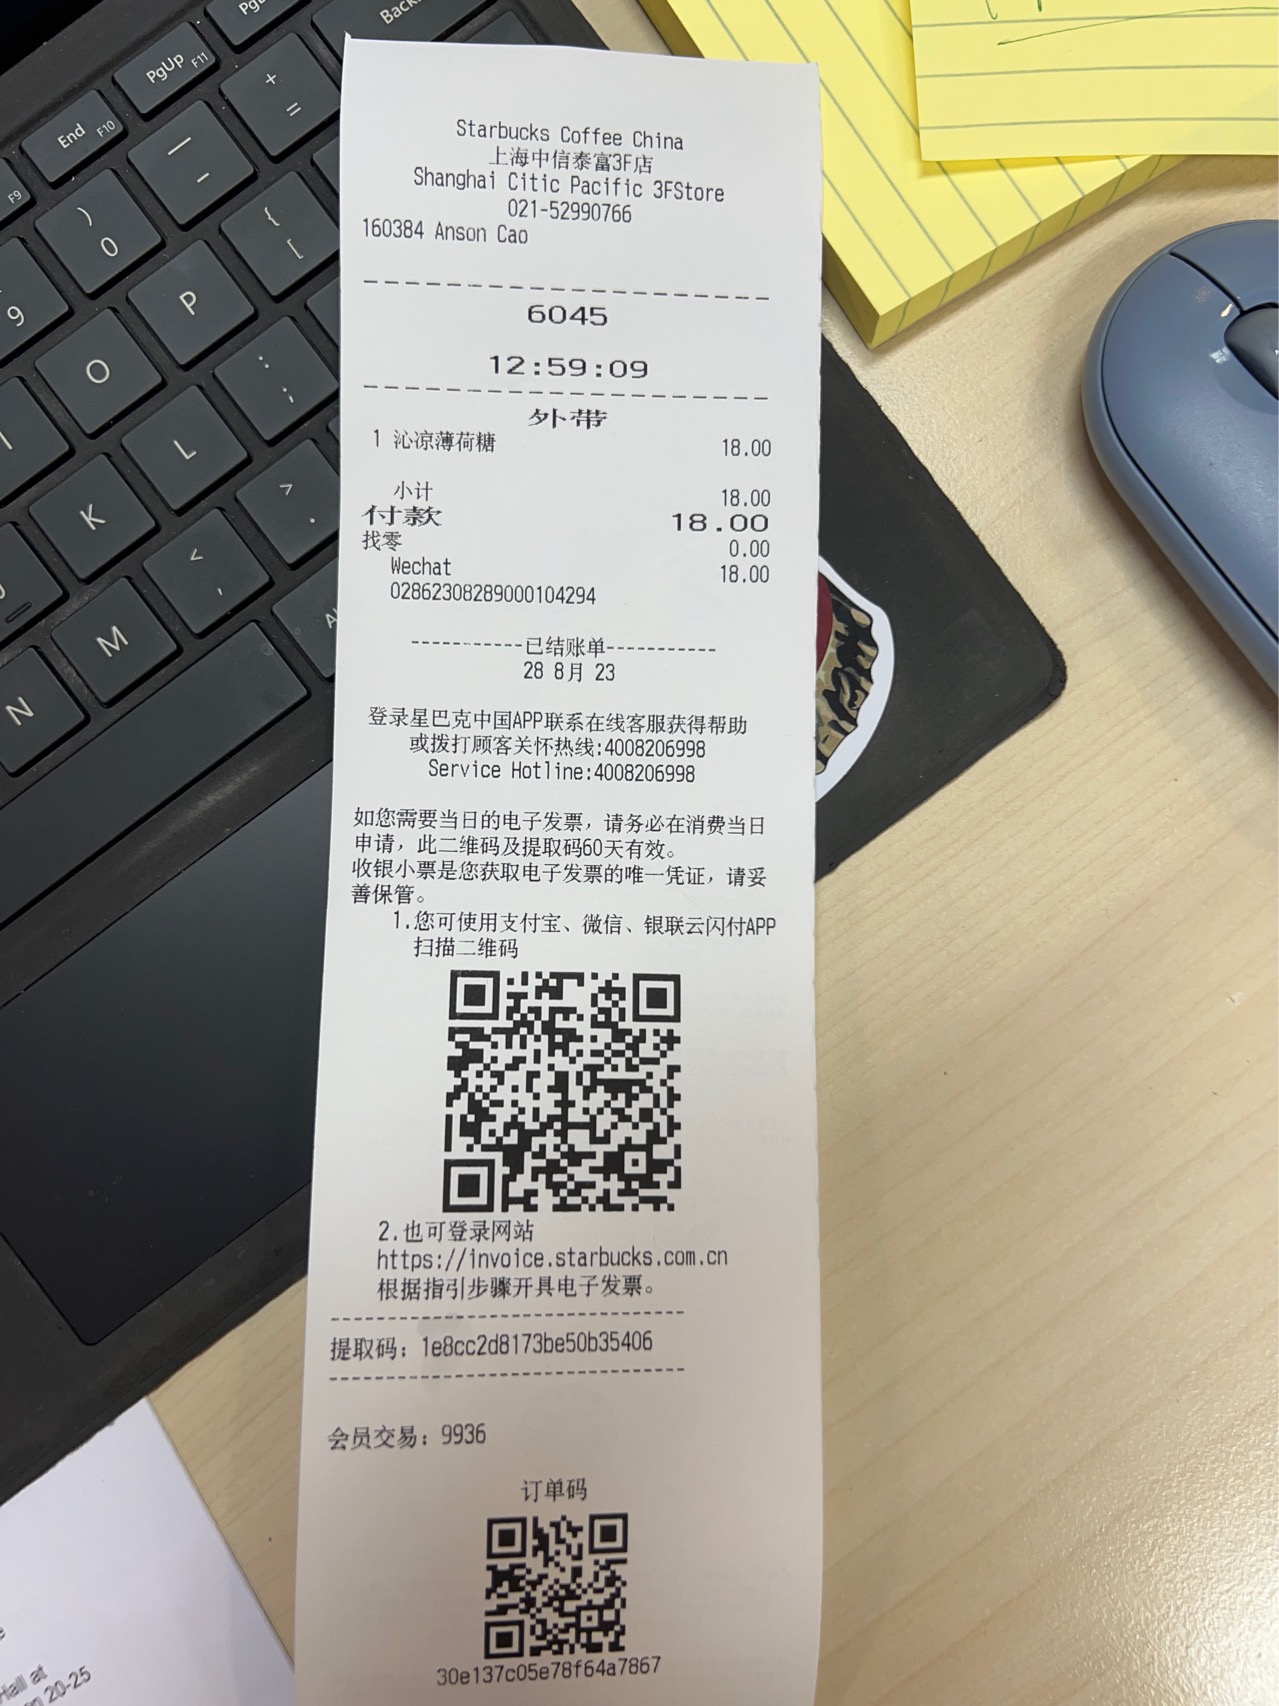 Starbucks Coffee China
上海中信泰富3F店
Shanghai Citic Pacific 3FStore
021-52990766
160384 Anson Cao
6045
12:59:09
外带
1 沁凉薄荷糖 18.00
小计 18.00
付款 18.00
找零 0.00
Wechat 18.00
02862308289000104294
-----------已结账单-----------
28 8月 23
登录星巴克中国APP联系在线客服获得帮助
或拨打顾客关怀热线:4008206998
Service Hotline:4008206998
如您需要当日的电子发票，请务必在消费当日
申请，此二维码及提取码60天有效。
收银小票是您获取电子发票的唯一凭证，请妥
善保管。
1.您可使用支付宝、微信、银联云闪付APP
扫描二维码
2.也可登录网站
https://invoice.starbucks.com.cn
根据指引步骤开具电子发票。
提取码：1e8cc2d8173be50b35406
会员交易：9936
订单码
30e137c05e78f64a7867
PgUp F11
End F10
F9
+ =
— -
) 0
{ [
9
P
O
: ;
L
> .
K
< ,
M
N
20-25